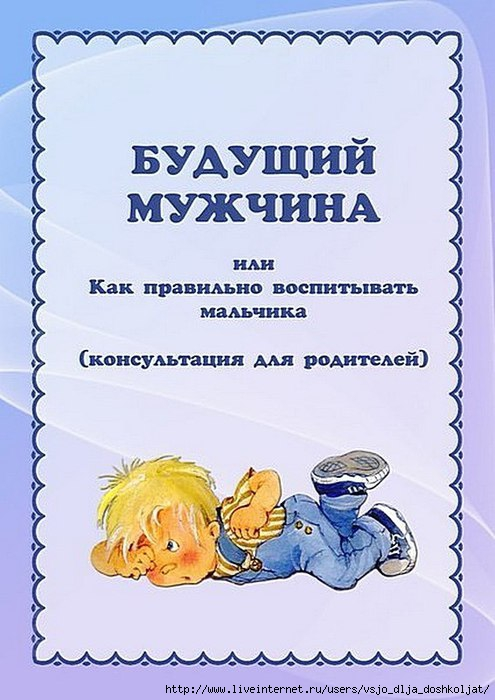 БУДУЩИЙ
МУЖЧИНА
или
Как правильно воспитывать
мальчика
(консультация для родителей)
http://www.liveinternet.ru/users/vsjo_dlja_doshkoljat/